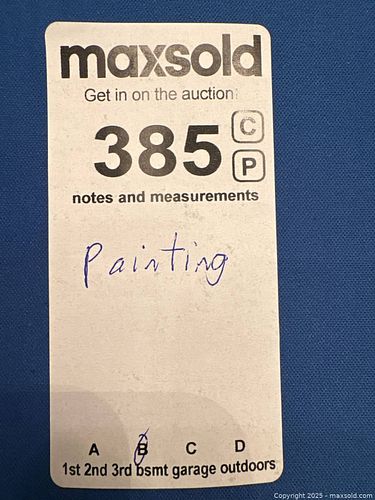 maxsold
Get in on the auction!
385 C
P
notes and measurements
Painting
A B C D
1st 2nd 3rd bsmt garage outdoors
Copyright © 2025 - maxsold.com